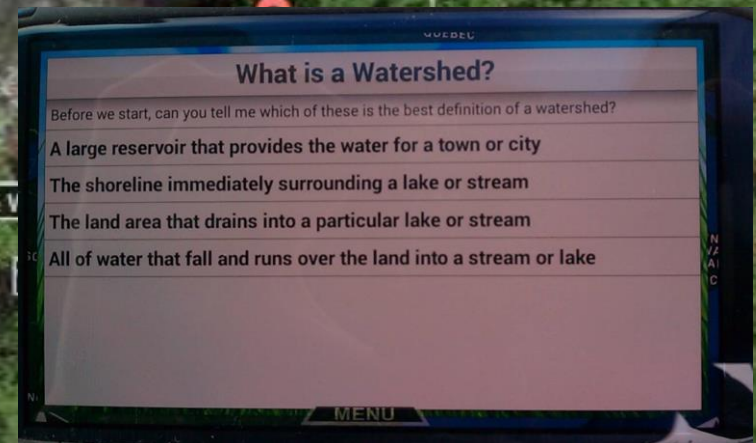 QUEBEC
What is a Watershed?
Before we start, can you tell me which of these is the best definition of a watershed?
A large reservoir that provides the water for a town or city
The shoreline immediately surrounding a lake or stream
The land area that drains into a particular lake or stream
All of water that fall and runs over the land into a stream or lake
MENU